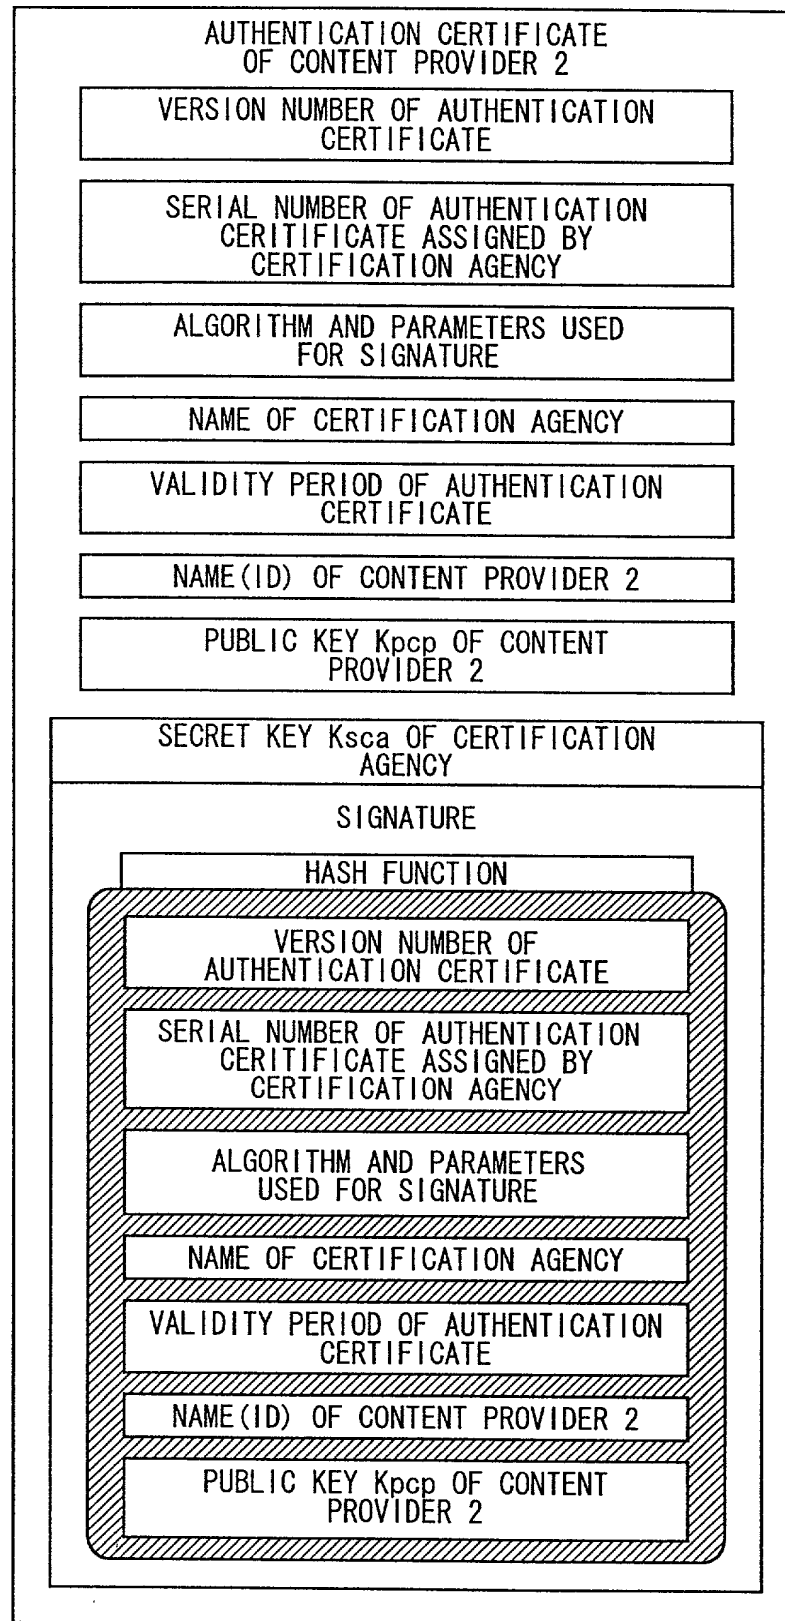 AUTHENTICATION CERTIFICATE
OF CONTENT PROVIDER 2
VERSION NUMBER OF AUTHENTICATION
CERTIFICATE
SERIAL NUMBER OF AUTHENTICATION
CERITIFICATE ASSIGNED BY
CERTIFICATION AGENCY
ALGORITHM AND PARAMETERS USED
FOR SIGNATURE
NAME OF CERTIFICATION AGENCY
VALIDITY PERIOD OF AUTHENTICATION
CERTIFICATE
NAME(ID) OF CONTENT PROVIDER 2
PUBLIC KEY Kpcp OF CONTENT
PROVIDER 2
SECRET KEY Ksca OF CERTIFICATION
AGENCY
SIGNATURE
HASH FUNCTION
VERSION NUMBER OF
AUTHENTICATION CERTIFICATE
SERIAL NUMBER OF AUTHENTICATION
CERITIFICATE ASSIGNED BY
CERTIFICATION AGENCY
ALGORITHM AND PARAMETERS
USED FOR SIGNATURE
NAME OF CERTIFICATION AGENCY
VALIDITY PERIOD OF AUTHENTICATION
CERTIFICATE
NAME(ID) OF CONTENT PROVIDER 2
PUBLIC KEY Kpcp OF CONTENT
PROVIDER 2